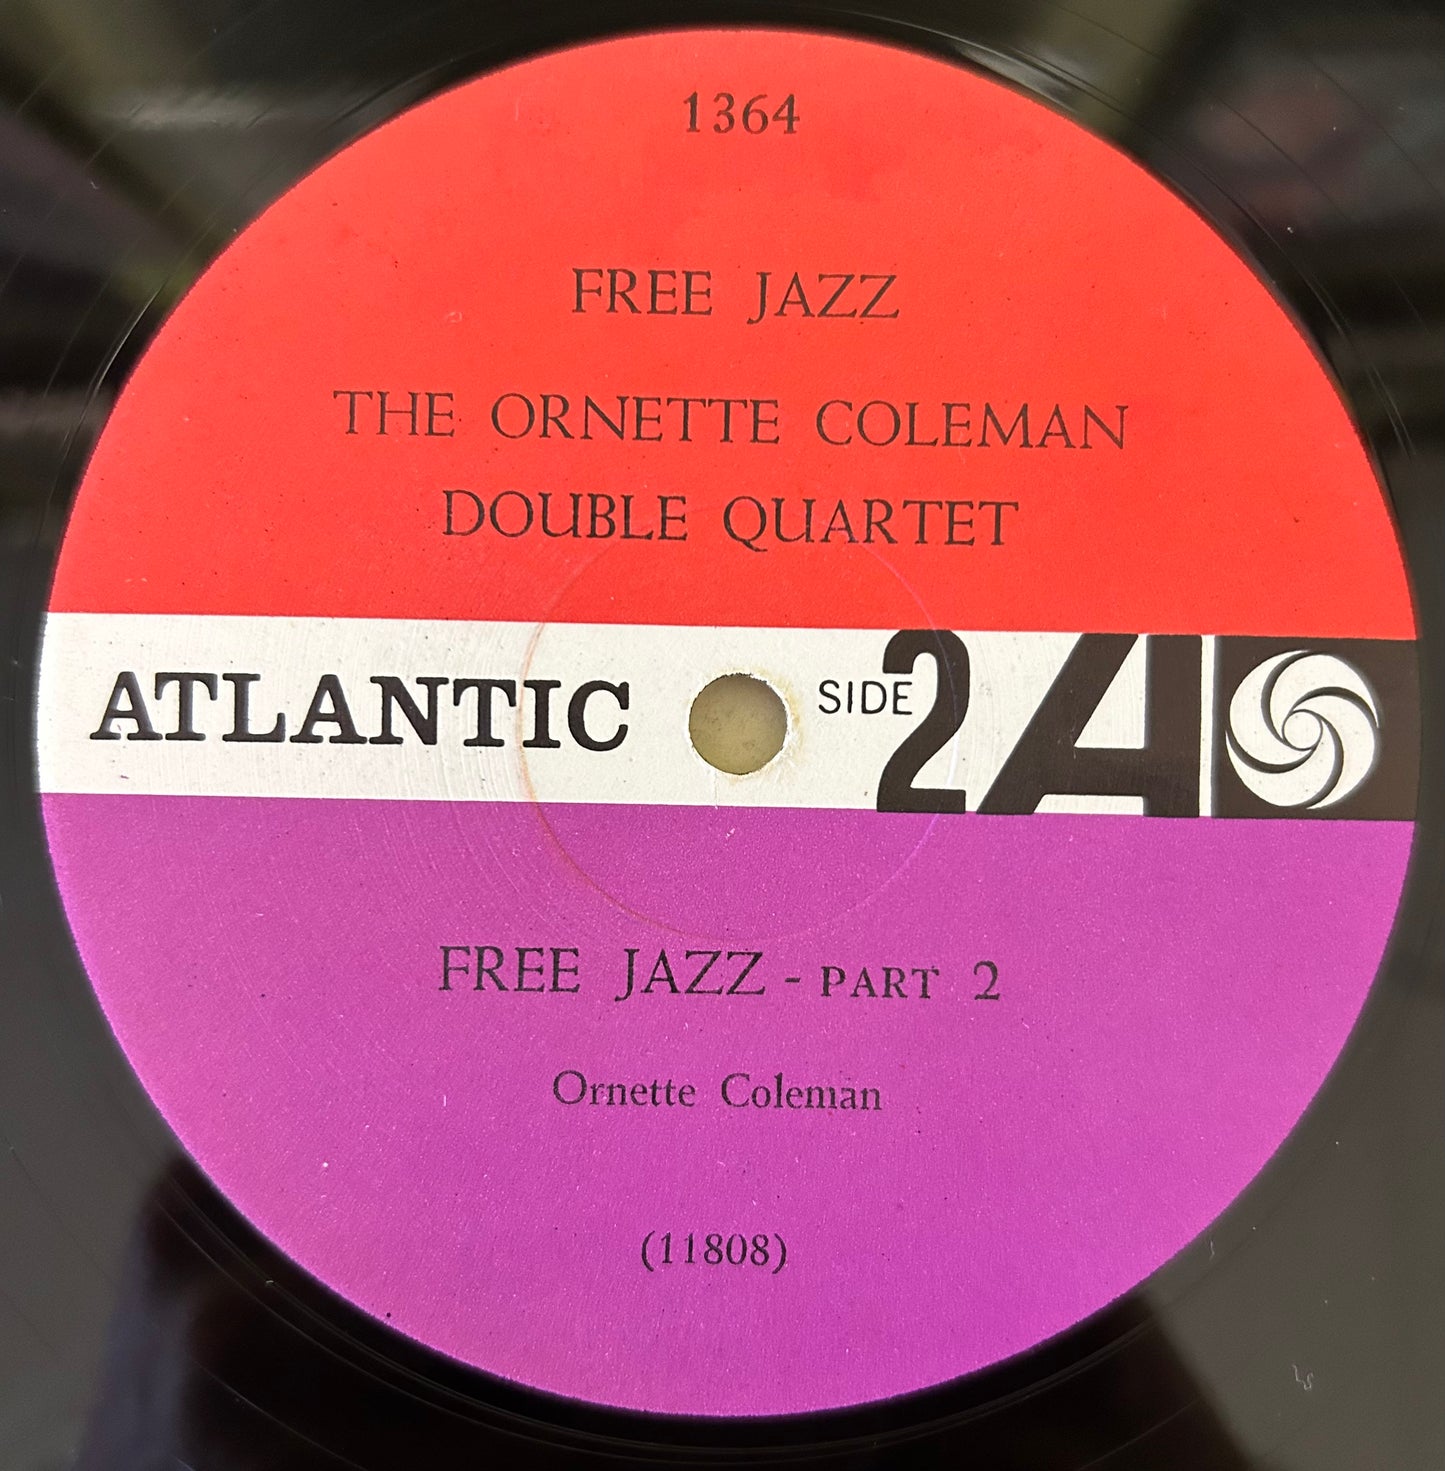 1364
FREE JAZZ
THE ORNETTE COLEMAN
DOUBLE QUARTET
ATLANTIC SIDE 2 A
FREE JAZZ - PART 2
Ornette Coleman
(11808)